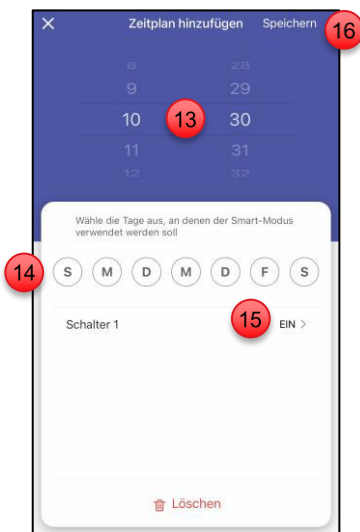 × Zeitplan hinzufügen Speichern 16
8 28
9 29
10 13 30
11 31
12 32
Wähle die Tage aus, an denen der Smart-Modus
verwendet werden soll
14 S M D M D F S
Schalter 1 15 EIN >
Löschen